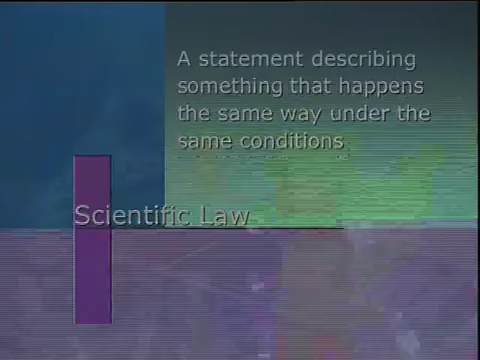 A statement describing
something that happens
the same way under the
same conditions
Scientific Law